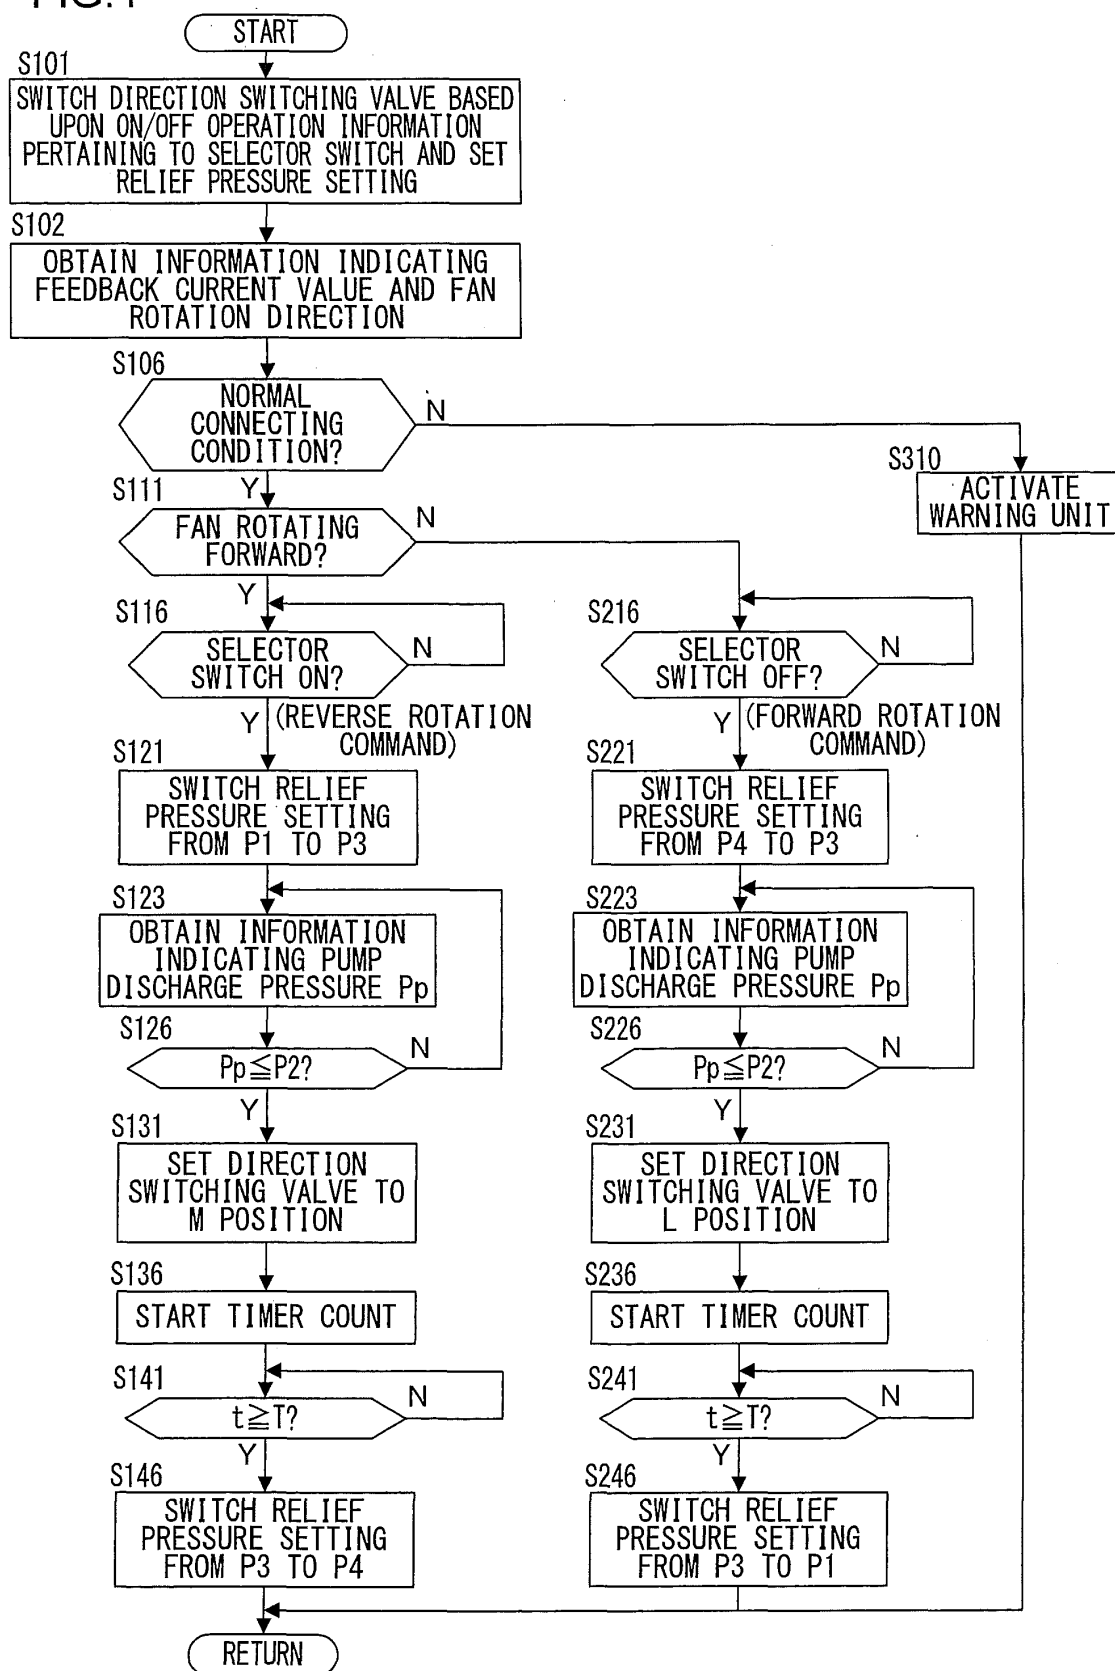 START
S101
SWITCH DIRECTION SWITCHING VALVE BASED
UPON ON/OFF OPERATION INFORMATION
PERTAINING TO SELECTOR SWITCH AND SET
RELIEF PRESSURE SETTING
S102
OBTAIN INFORMATION INDICATING
FEEDBACK CURRENT VALUE AND FAN
ROTATION DIRECTION
S106
NORMAL
CONNECTING
CONDITION?
N
Y
S310
ACTIVATE
WARNING UNIT
S111
FAN ROTATING
FORWARD?
N
Y
S116
SELECTOR
SWITCH ON?
N
Y
(REVERSE ROTATION
COMMAND)
S121
SWITCH RELIEF
PRESSURE SETTING
FROM P1 TO P3
S123
OBTAIN INFORMATION
INDICATING PUMP
DISCHARGE PRESSURE Pp
S126
Pp≦P2?
N
Y
S131
SET DIRECTION
SWITCHING VALVE TO
M POSITION
S136
START TIMER COUNT
S141
t≧T?
N
Y
S146
SWITCH RELIEF
PRESSURE SETTING
FROM P3 TO P4
S216
SELECTOR
SWITCH OFF?
N
Y
(FORWARD ROTATION
COMMAND)
S221
SWITCH RELIEF
PRESSURE SETTING
FROM P4 TO P3
S223
OBTAIN INFORMATION
INDICATING PUMP
DISCHARGE PRESSURE Pp
S226
Pp≦P2?
N
Y
S231
SET DIRECTION
SWITCHING VALVE TO
L POSITION
S236
START TIMER COUNT
S241
t≧T?
N
Y
S246
SWITCH RELIEF
PRESSURE SETTING
FROM P3 TO P1
RETURN